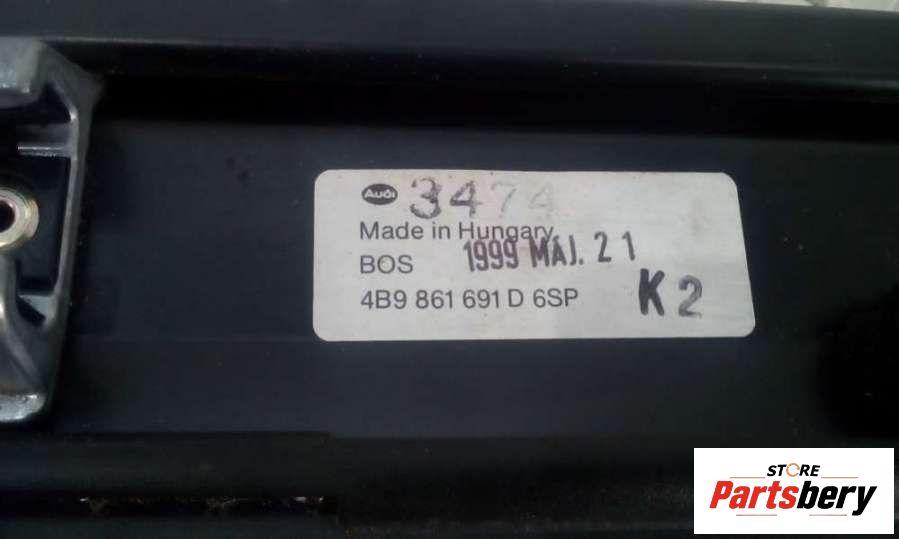 Audi 3474
Made in Hungary
1999 MÁJ. 21
BOS
4B9 861 691 D 6SP
K2
STORE
Partsbery